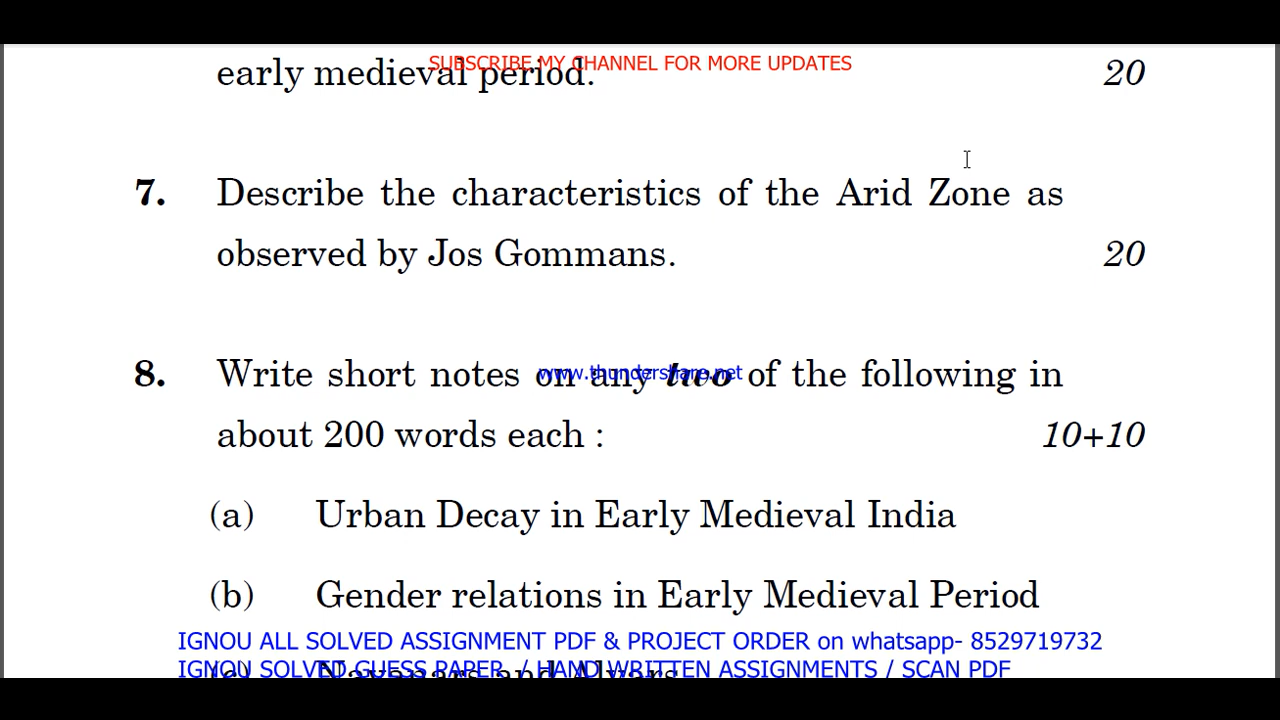 SUBSCRIBE MY CHANNEL FOR MORE UPDATES
early medieval period. 20
7. Describe the characteristics of the Arid Zone as
observed by Jos Gommans. 20
www.thundershare.net
8. Write short notes on any two of the following in
about 200 words each : 10+10
(a) Urban Decay in Early Medieval India
(b) Gender relations in Early Medieval Period
IGNOU ALL SOLVED ASSIGNMENT PDF & PROJECT ORDER on whatsapp- 8529719732
IGNOU SOLVED GUESS PAPER / HAND WRITTEN ASSIGNMENTS / SCAN PDF
(c) Nayanars and Alvars